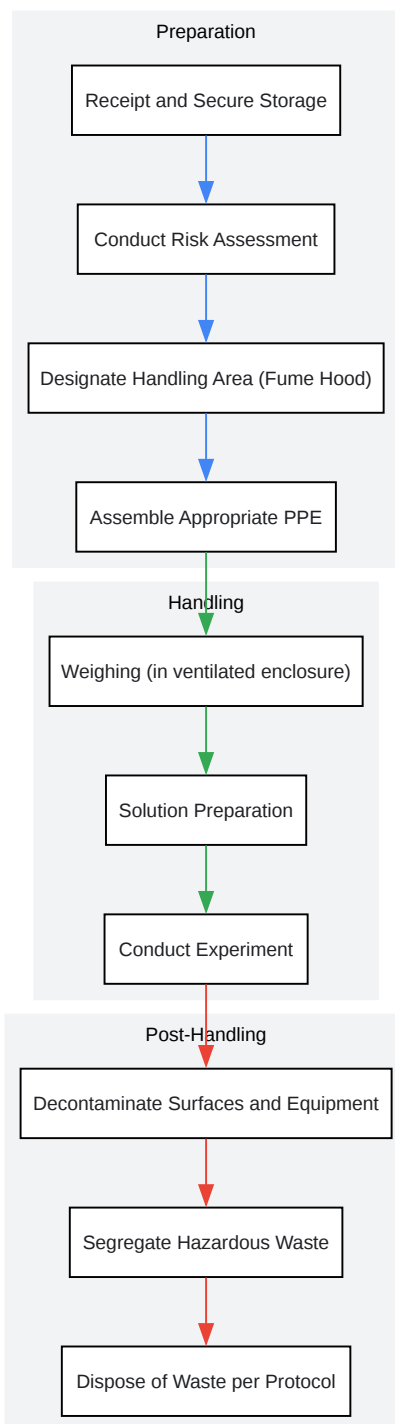 Preparation
Receipt and Secure Storage
Conduct Risk Assessment
Designate Handling Area (Fume Hood)
Assemble Appropriate PPE
Handling
Weighing (in ventilated enclosure)
Solution Preparation
Conduct Experiment
Post-Handling
Decontaminate Surfaces and Equipment
Segregate Hazardous Waste
Dispose of Waste per Protocol